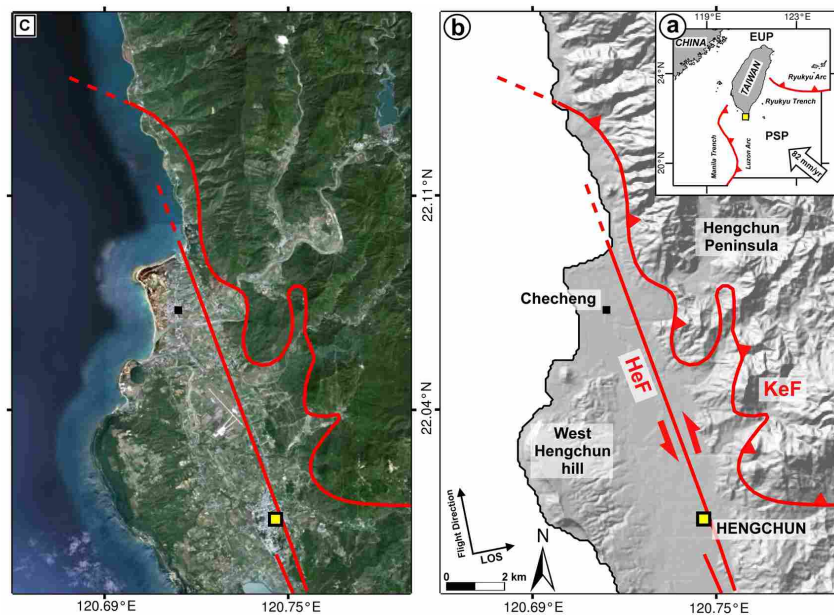 c
b
a
119°E
123°E
EUP
CHINA
24°N
TAIWAN
Ryukyu Arc
Ryukyu Trench
PSP
Manila Trench
Luzon Arc
20°N
82 mm/yr
22.11°N
Hengchun
Peninsula
Checheng
HeF
KeF
22.04°N
West
Hengchun
hill
HENGCHUN
Flight Direction
LOS
N
0
2 km
120.69°E
120.75°E
120.69°E
120.75°E